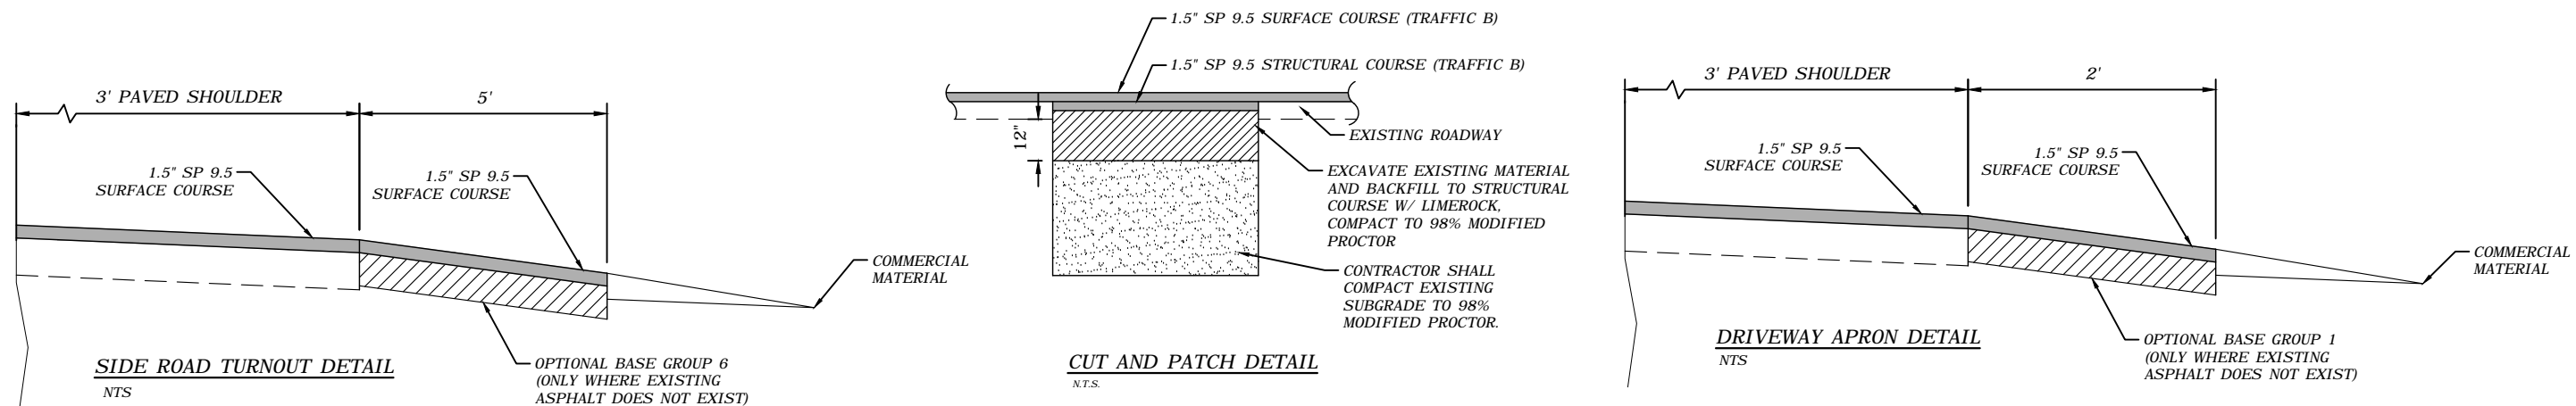 3' PAVED SHOULDER
5'
1.5" SP 9.5
SURFACE COURSE
1.5" SP 9.5
SURFACE COURSE
COMMERCIAL
MATERIAL
OPTIONAL BASE GROUP 6
(ONLY WHERE EXISTING
ASPHALT DOES NOT EXIST)
SIDE ROAD TURNOUT DETAIL
NTS
1.5" SP 9.5 SURFACE COURSE (TRAFFIC B)
1.5" SP 9.5 STRUCTURAL COURSE (TRAFFIC B)
12"
EXISTING ROADWAY
EXCAVATE EXISTING MATERIAL
AND BACKFILL TO STRUCTURAL
COURSE W/ LIMEROCK,
COMPACT TO 98% MODIFIED
PROCTOR
CONTRACTOR SHALL
COMPACT EXISTING
SUBGRADE TO 98%
MODIFIED PROCTOR.
CUT AND PATCH DETAIL
N.T.S.
3' PAVED SHOULDER
2'
1.5" SP 9.5
SURFACE COURSE
1.5" SP 9.5
SURFACE COURSE
COMMERCIAL
MATERIAL
OPTIONAL BASE GROUP 1
(ONLY WHERE EXISTING
ASPHALT DOES NOT EXIST)
DRIVEWAY APRON DETAIL
NTS